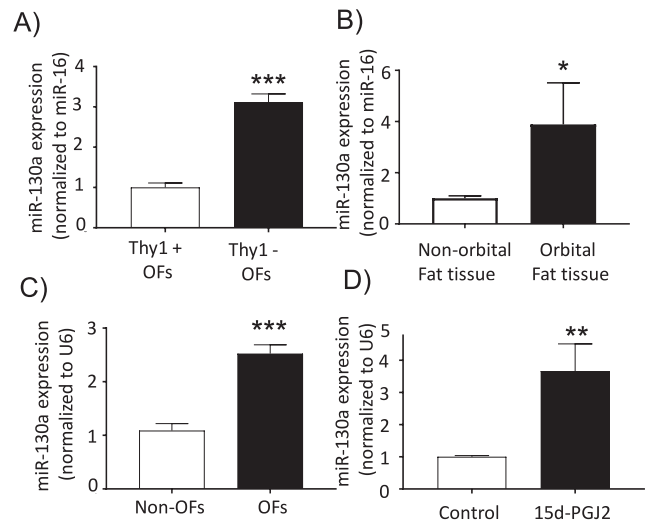 A)
miR-130a expression
(normalized to miR-16)
4
3
2
1
0
***
Thy1 +
OFs
Thy1 -
OFs
B)
miR-130a expression
(normalized to miR-16)
6
4
2
0
*
Non-orbital
Fat tissue
Orbital
Fat tissue
C)
miR-130a expression
(normalized to U6)
3
2
1
0
***
Non-OFs
OFs
D)
miR-130a expression
(normalized to U6)
5
4
3
2
1
0
**
Control
15d-PGJ2